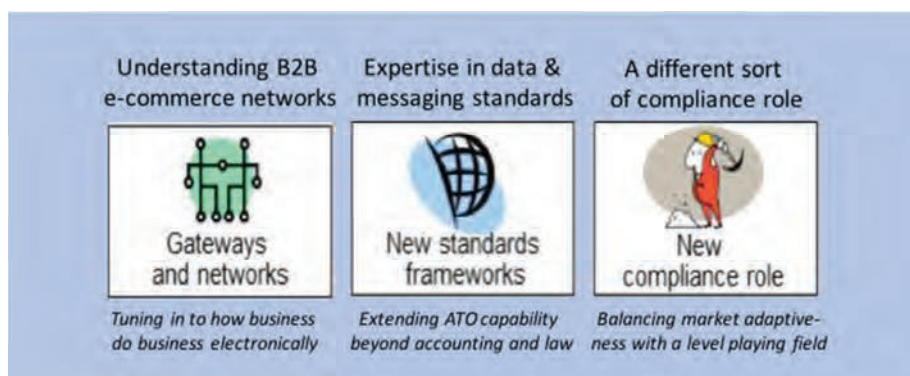 Understanding B2B
e-commerce networks
Gateways
and networks
Tuning in to how business
do business electronically
Expertise in data &
messaging standards
New standards
frameworks
Extending ATO capability
beyond accounting and law
A different sort
of compliance role
New
compliance role
Balancing market adaptive-
ness with a level playing field